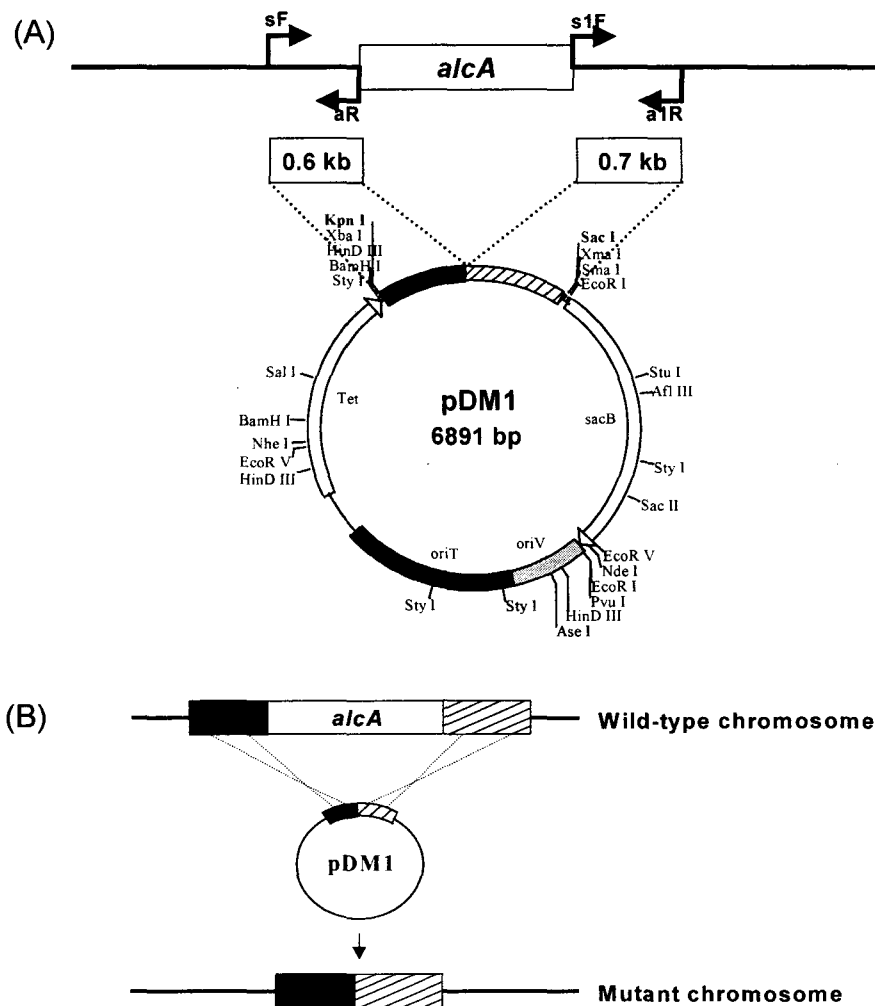 (A)
sF
s1F
alcA
aR
a1R
0.6 kb
0.7 kb
Kpn I
Xba I
HinD III
BamH I
Sty I
Sac I
Xma I
Sma I
EcoR I
Sal I
Tet
BamH I
Nhe I
EcoR V
HinD III
pDM1
6891 bp
sacB
Stu I
Afl III
Sty I
Sac II
oriT
oriV
EcoR V
Nde I
EcoR I
Pvu I
HinD III
Ase I
Sty I
Sty I
(B)
alcA
Wild-type chromosome
pDM1
Mutant chromosome